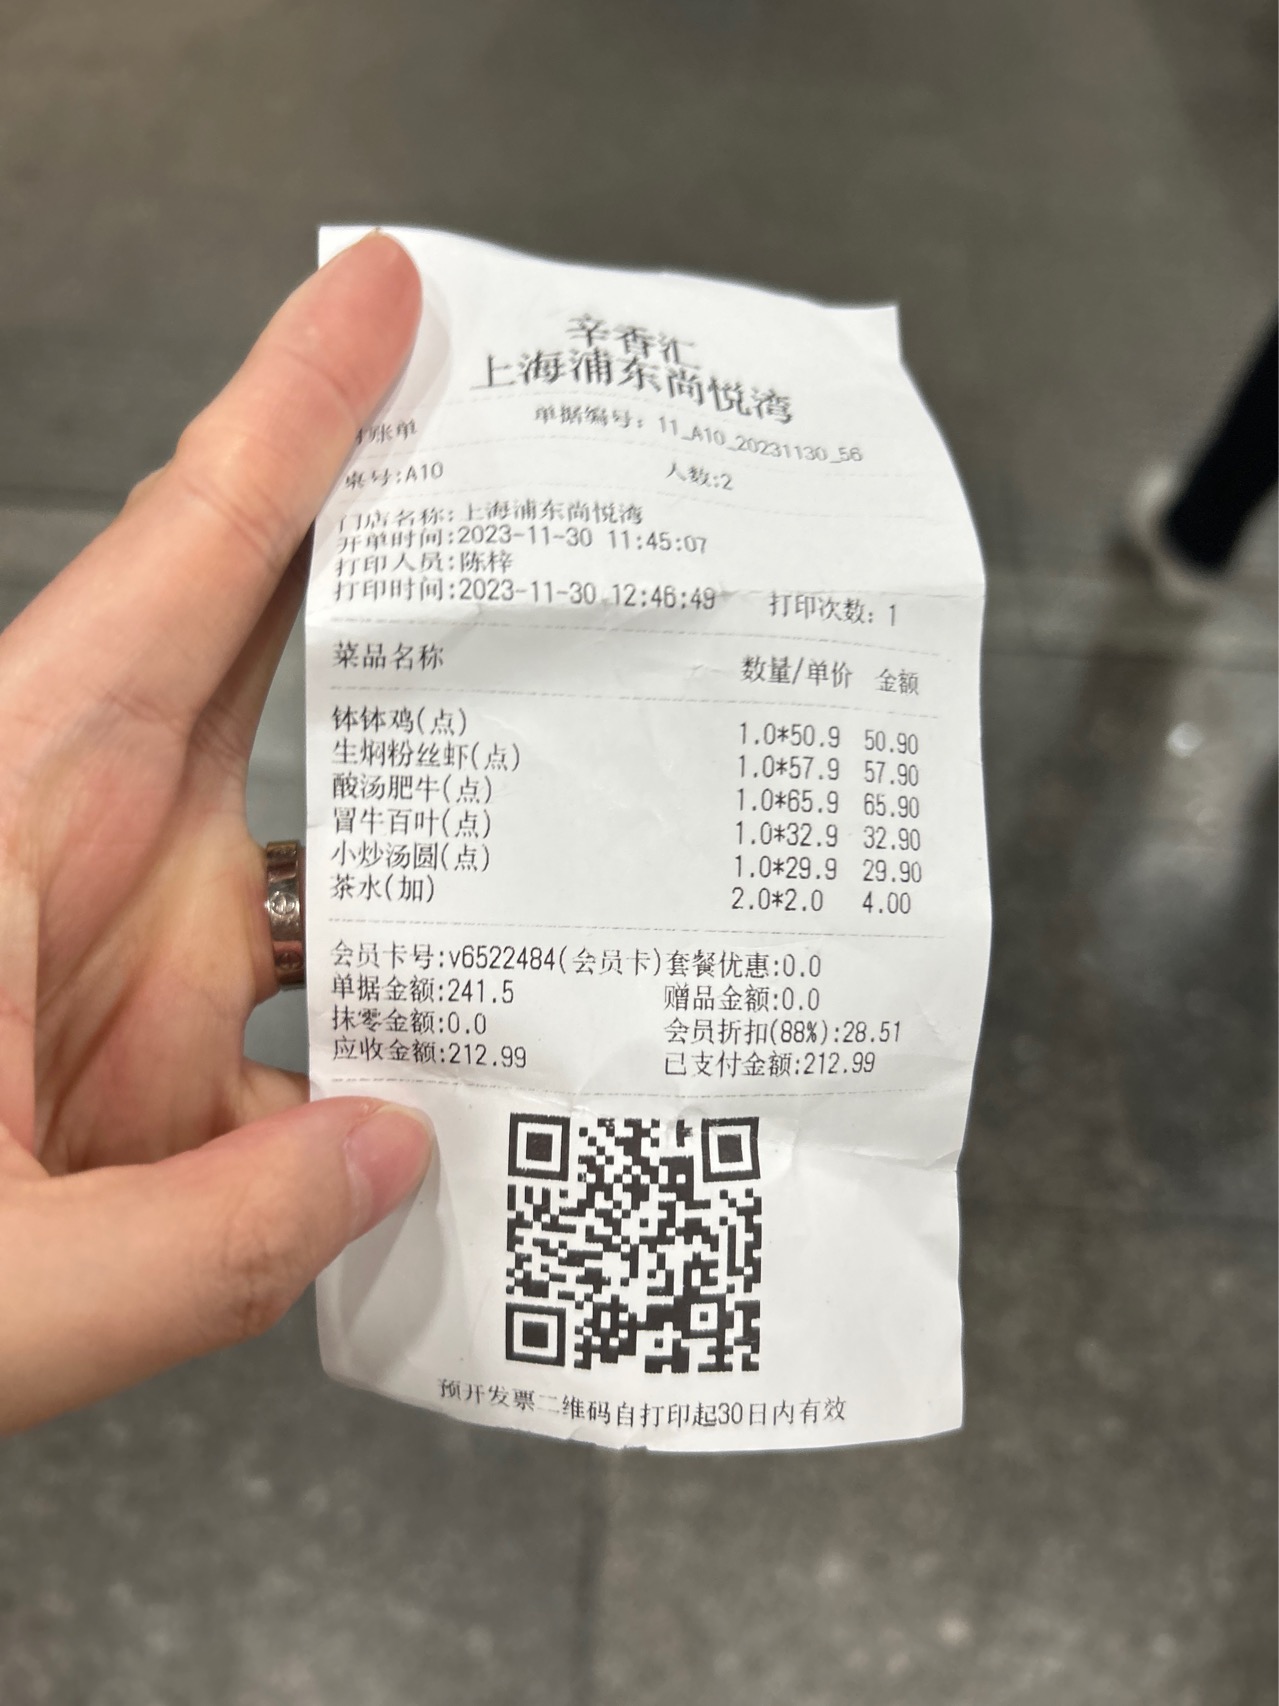 辛香汇
上海浦东尚悦湾
账单 单据编号: 11_A10_20231130_56
桌号:A10 人数:2
门店名称:上海浦东尚悦湾
开单时间:2023-11-30 11:45:07
打印人员:陈梓
打印时间:2023-11-30 12:46:49 打印次数: 1
菜品名称 数量/单价 金额
钵钵鸡(点) 1.0*50.9 50.90
生焖粉丝虾(点) 1.0*57.9 57.90
酸汤肥牛(点) 1.0*65.9 65.90
冒牛百叶(点) 1.0*32.9 32.90
小炒汤圆(点) 1.0*29.9 29.90
茶水(加) 2.0*2.0 4.00
会员卡号:v6522484(会员卡)套餐优惠:0.0
单据金额:241.5 赠品金额:0.0
抹零金额:0.0 会员折扣(88%):28.51
应收金额:212.99 已支付金额:212.99
预开发票二维码自打印起30日内有效